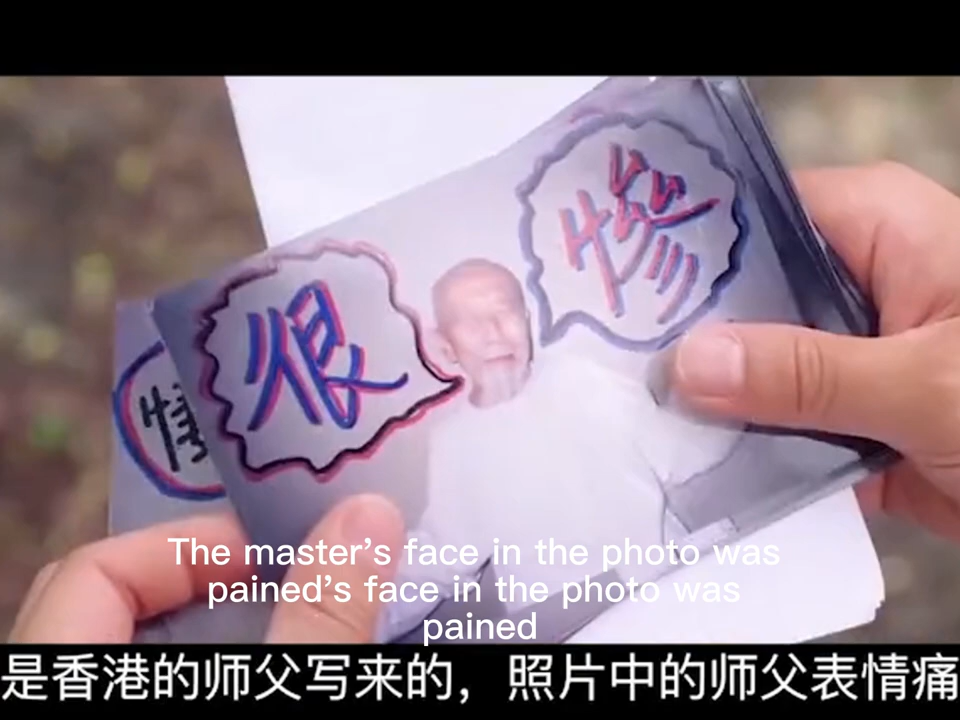 很
惨
The master's face in the photo was
pained's face in the photo was
pained
是香港的师父写来的，照片中的师父表情痛